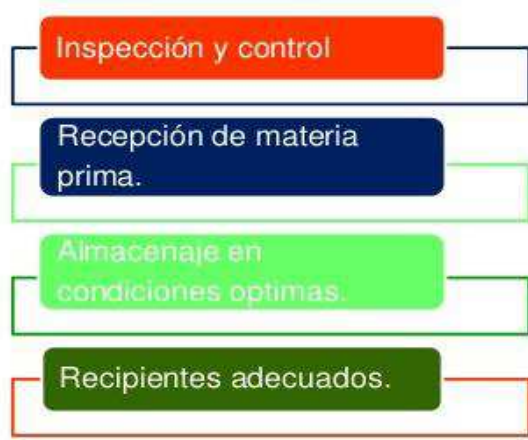 Inspección y control
Recepción de materia
prima.
Almacenaje en
condiciones optimas.
Recipientes adecuados.